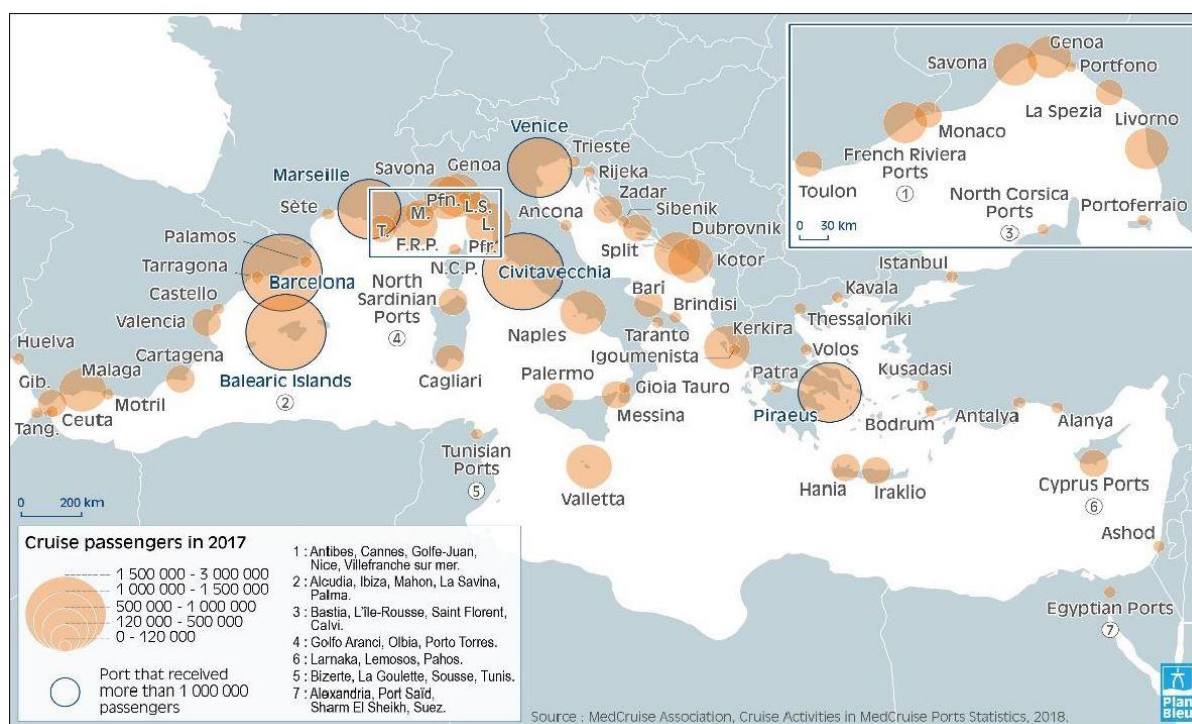 Genoa
Savona
Portfono
La Spezia
Livorno
Monaco
French Riviera
Ports
①
Toulon
North Corsica
Ports
③
Portoferraio
0 30 km
Venice
Trieste
Rijeka
Zadar
Sibenik
Dubrovnik
Split
Kotor
Ancona
Savona
Genoa
Marseille
Pfn.
L.S.
M.
L.
T.
F.R.P.
Pfr.
N.C.P.
Sète
Palamos
Tarragona
Barcelona
Castello
Valencia
Cartagena
Balearic Islands
②
Huelva
Malaga
Gib.
Motril
Ceuta
Tang.
North
Sardinian
Ports
④
Civitavecchia
Naples
Bari
Brindisi
Taranto
Kerkira
Igoumenista
Cagliari
Palermo
Gioia Tauro
Messina
Valletta
Tunisian
Ports
⑤
Istanbul
Kavala
Thessaloniki
Volos
Patra
Kusadasi
Piraeus
Bodrum
Antalya
Alanya
Hania
Iraklio
Cyprus Ports
⑥
Ashod
Egyptian Ports
⑦
0 200 km
Cruise passengers in 2017
1 500 000 - 3 000 000
1 000 000 - 1 500 000
500 000 - 1 000 000
120 000 - 500 000
0 - 120 000
Port that received
more than 1 000 000
passengers
1 : Antibes, Cannes, Golfe-Juan,
Nice, Villefranche sur mer.
2 : Alcudia, Ibiza, Mahon, La Savina,
Palma.
3 : Bastia, L'île-Rousse, Saint Florent,
Calvi.
4 : Golfo Aranci, Olbia, Porto Torres.
6 : Larnaka, Lemosos, Pahos.
5 : Bizerte, La Goulette, Sousse, Tunis.
7 : Alexandria, Port Saïd,
Sharm El Sheikh, Suez.
Source : MedCruise Association, Cruise Activities in MedCruise Ports Statistics, 2018.
Plan
Bleu